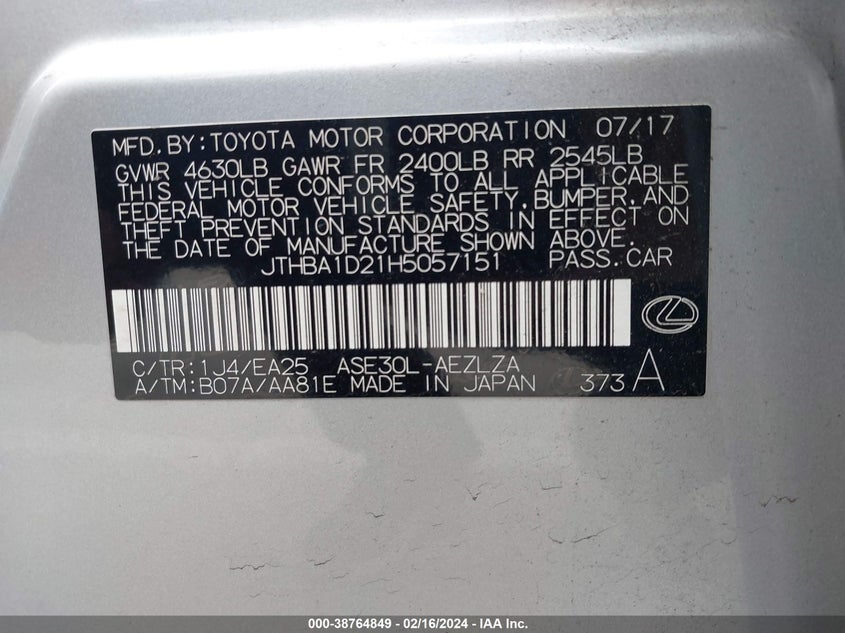 MFD. BY: TOYOTA MOTOR CORPORATION 07/17
GVWR 4630LB GAWR FR 2400LB RR 2545LB
THIS VEHICLE CONFORMS TO ALL APPLICABLE
FEDERAL MOTOR VEHICLE SAFETY, BUMPER, AND
THEFT PREVENTION STANDARDS IN EFFECT ON
THE DATE OF MANUFACTURE SHOWN ABOVE.
JTHBA1D21H5057151 PASS. CAR
C/TR: 1J4/EA25 ASE30L-AEZLZA
A/TM: B07A/AA81E MADE IN JAPAN 373 A
000-38764849 - 02/16/2024 - IAA Inc.